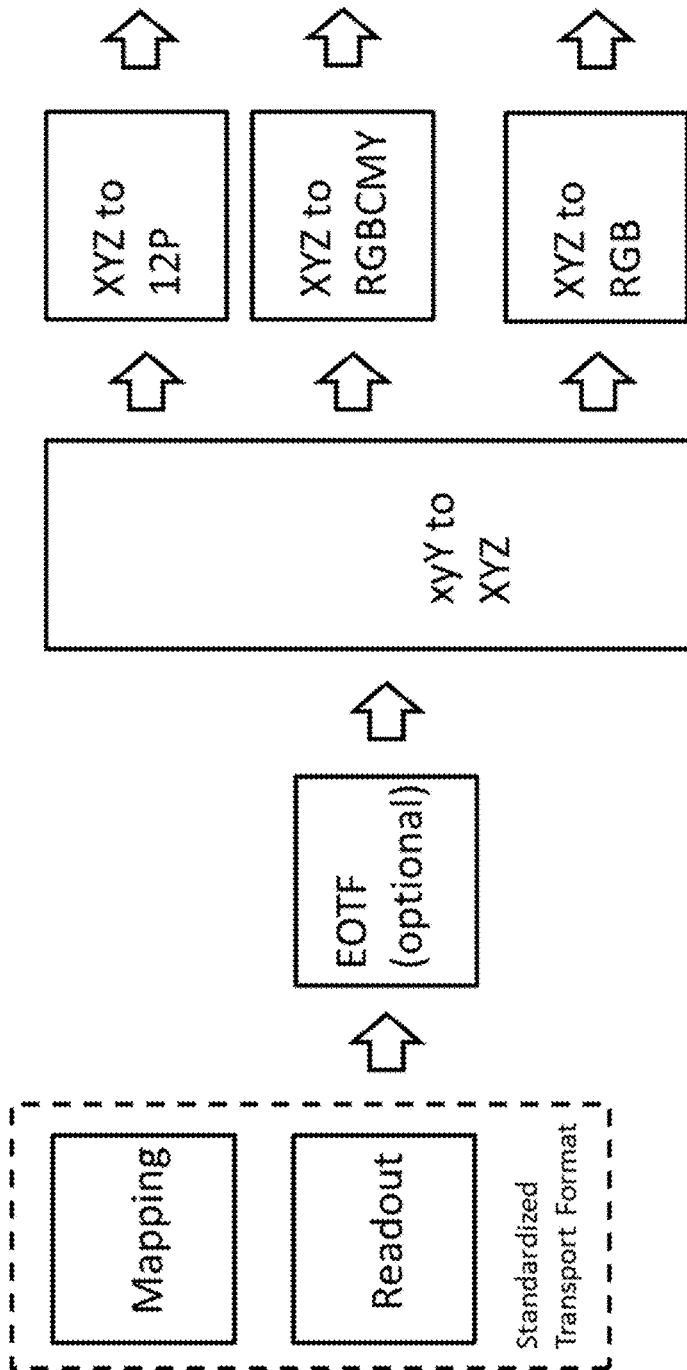 Mapping
Readout
Standardized
Transport Format
EOTF
(optional)
xyY to
XYZ
XYZ to
12P
XYZ to
RGBCMY
XYZ to
RGB